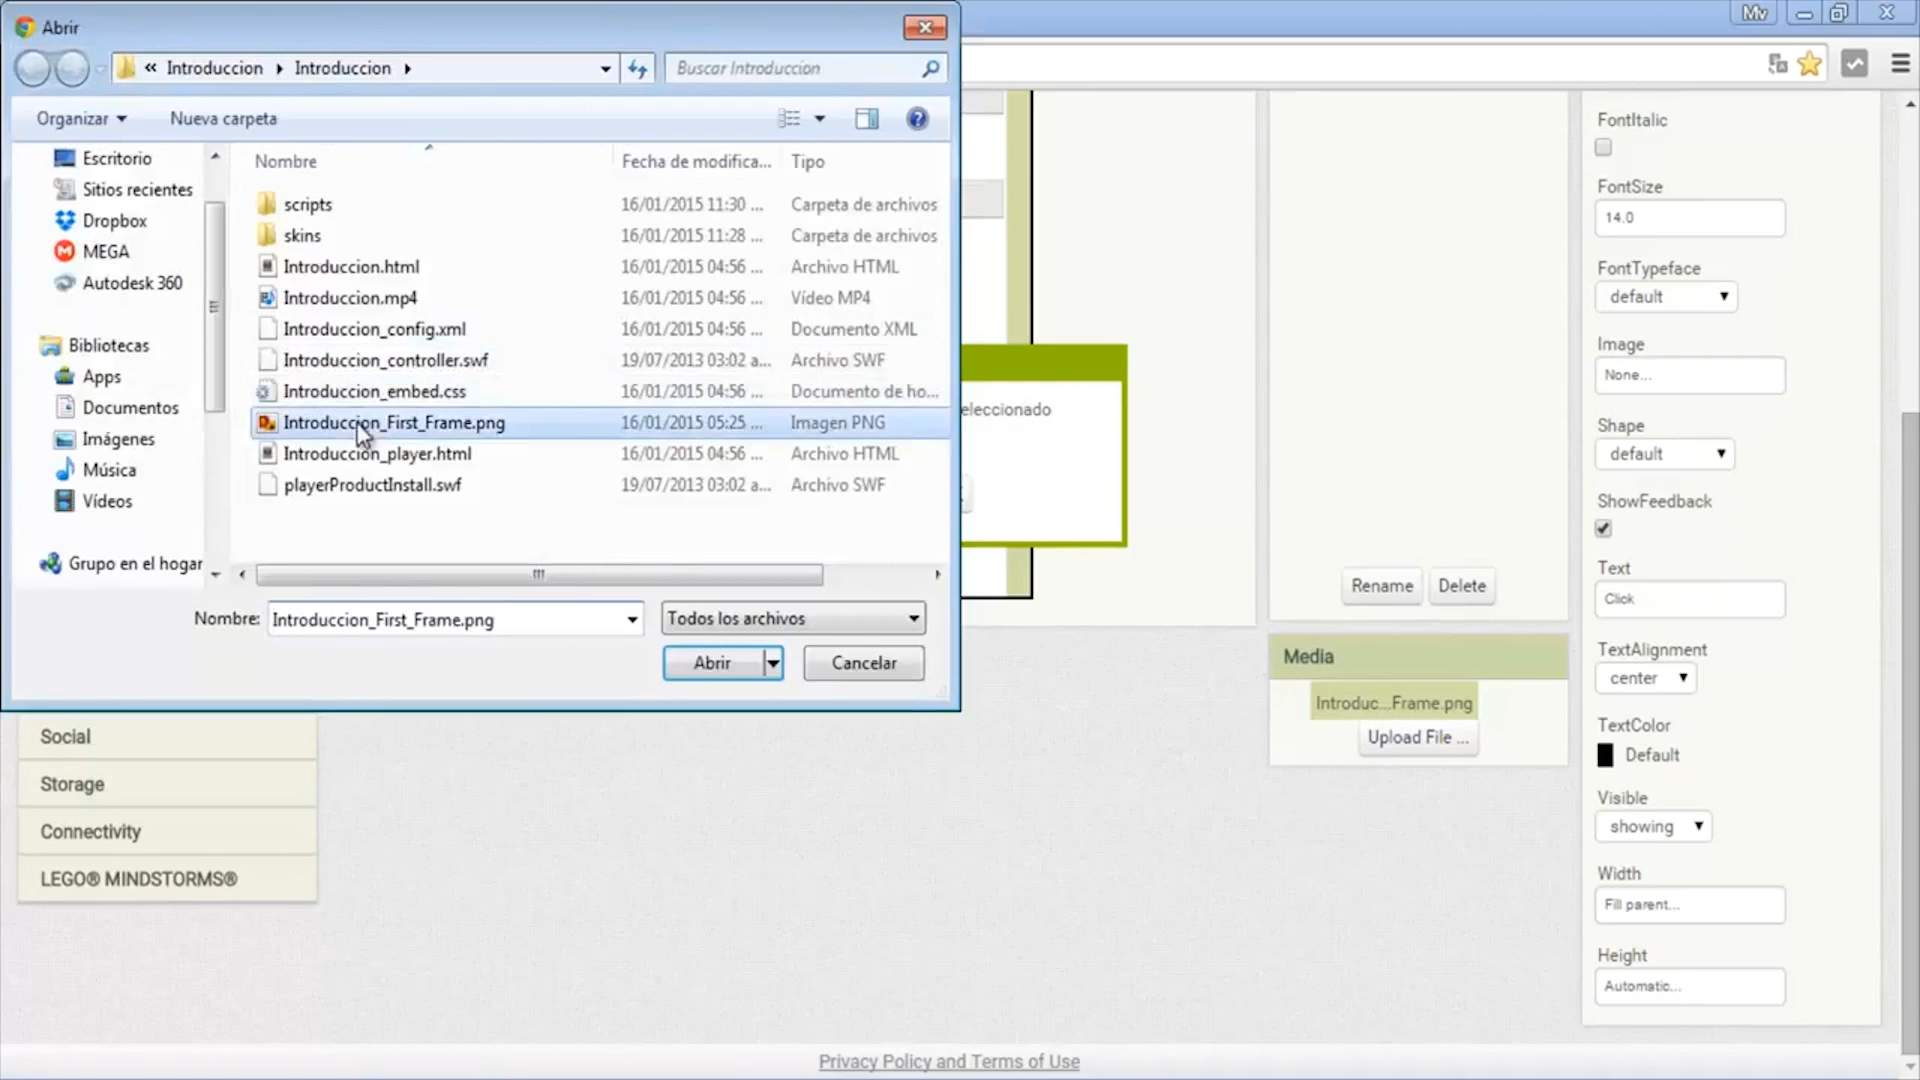 Abrir
« Introduccion Introduccion
Buscar Introduccion
Organizar
Nueva carpeta
Escritorio
Sitios recientes
Dropbox
MEGA
Autodesk 360
Bibliotecas
Apps
Documentos
Imágenes
Música
Vídeos
Grupo en el hogar
Nombre Fecha de modifica... Tipo
scripts 16/01/2015 11:30 ... Carpeta de archivos
skins 16/01/2015 11:28 ... Carpeta de archivos
Introduccion.html 16/01/2015 04:56 ... Archivo HTML
Introduccion.mp4 16/01/2015 04:56 ... Vídeo MP4
Introduccion_config.xml 16/01/2015 04:56 ... Documento XML
Introduccion_controller.swf 19/07/2013 03:02 a... Archivo SWF
Introduccion_embed.css 16/01/2015 04:56 ... Documento de ho...
Introduccion_First_Frame.png 16/01/2015 05:25 ... Imagen PNG
Introduccion_player.html 16/01/2015 04:56 ... Archivo HTML
playerProductInstall.swf 19/07/2013 03:02 a... Archivo SWF
Nombre: Introduccion_First_Frame.png
Todos los archivos
Abrir
Cancelar
Mv
eleccionado
Social
Storage
Connectivity
LEGO® MINDSTORMS®
Rename
Delete
Media
Introduc...Frame.png
Upload File ...
FontItalic
FontSize
14.0
FontTypeface
default
Image
None...
Shape
default
ShowFeedback
Text
Click
TextAlignment
center
TextColor
Default
Visible
showing
Width
Fill parent...
Height
Automatic...
Privacy Policy and Terms of Use